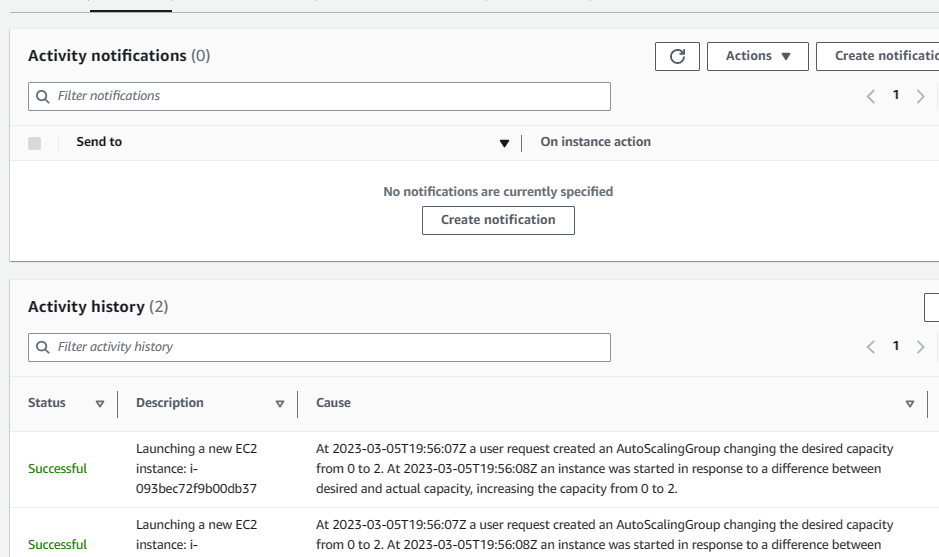 Activity notifications (0)
Actions
Create notificatio
Filter notifications
1
Send to
On instance action
No notifications are currently specified
Create notification
Activity history (2)
Filter activity history
1
Status
Description
Cause
Successful
Launching a new EC2
instance: i-
093bec72f9b00db37
At 2023-03-05T19:56:07Z a user request created an AutoScalingGroup changing the desired capacity
from 0 to 2. At 2023-03-05T19:56:08Z an instance was started in response to a difference between
desired and actual capacity, increasing the capacity from 0 to 2.
Successful
Launching a new EC2
instance: i-
At 2023-03-05T19:56:07Z a user request created an AutoScalingGroup changing the desired capacity
from 0 to 2. At 2023-03-05T19:56:08Z an instance was started in response to a difference between